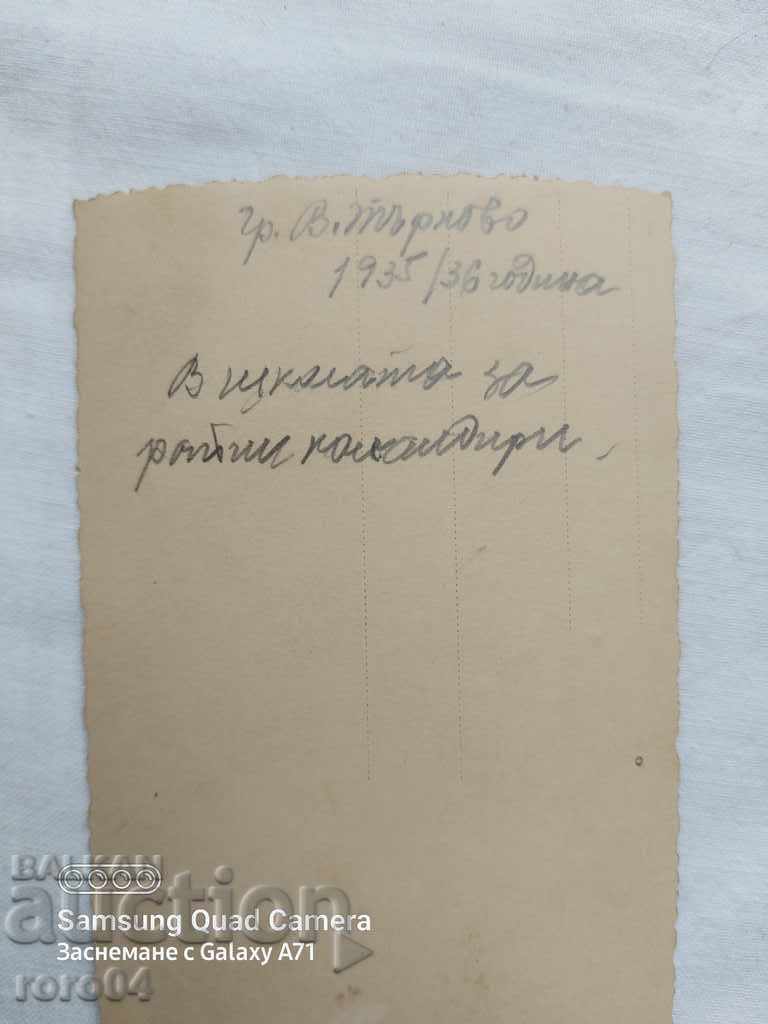 гр. В. Търново
1935/36 година
В школата за
ротни командири.
BALKAN
auction
Samsung Quad Camera
Заснемане с Galaxy A71
roro04